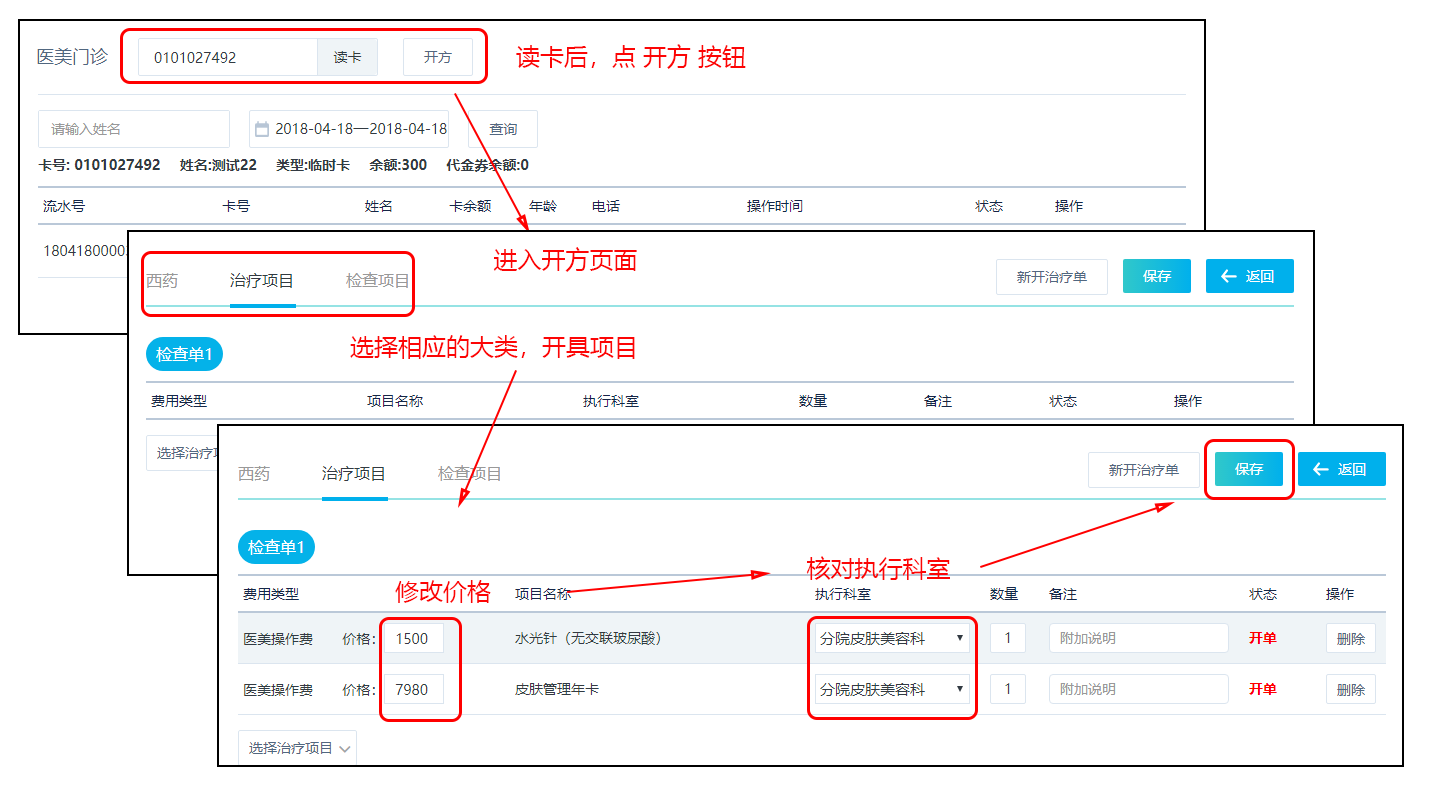 医美门诊 0101027492 读卡 开方 读卡后，点 开方 按钮
请输入姓名 2018-04-18—2018-04-18 查询
卡号: 0101027492 姓名:测试22 类型:临时卡 余额:300 代金券余额:0
流水号 卡号 姓名 卡余额 年龄 电话 操作时间 状态 操作
1804180000
进入开方页面
西药 治疗项目 检查项目 新开治疗单 保存 返回
检查单1 选择相应的大类，开具项目
费用类型 项目名称 执行科室 数量 备注 状态 操作
选择治疗
西药 治疗项目 检查项目 新开治疗单 保存 返回
检查单1
修改价格 核对执行科室
费用类型 项目名称 执行科室 数量 备注 状态 操作
医美操作费 价格: 1500 水光针（无交联玻尿酸） 分院皮肤美容科 1 附加说明 开单 删除
医美操作费 价格: 7980 皮肤管理年卡 分院皮肤美容科 1 附加说明 开单 删除
选择治疗项目